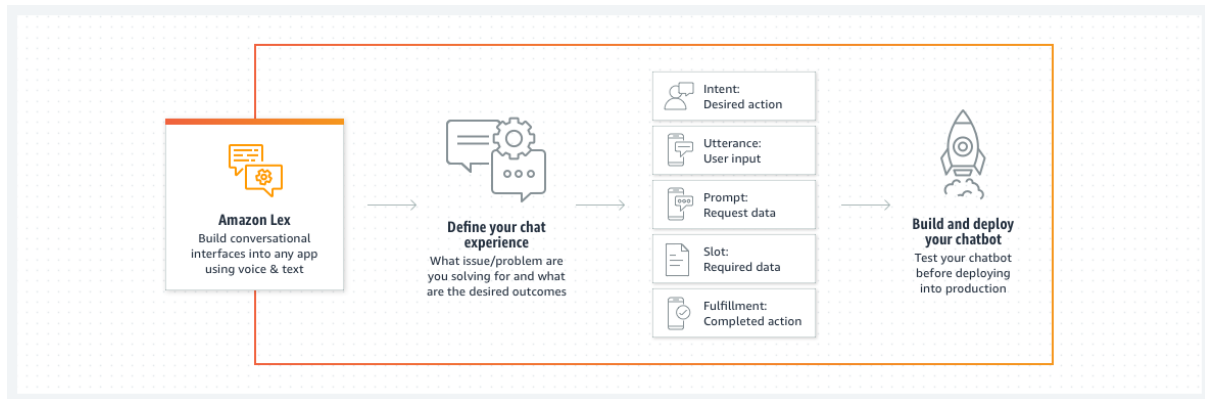 Amazon Lex
Build conversational
interfaces into any app
using voice & text
Define your chat
experience
What issue/problem are
you solving for and what
are the desired outcomes
Intent:
Desired action
Utterance:
User input
Prompt:
Request data
Slot:
Required data
Fulfillment:
Completed action
Build and deploy
your chatbot
Test your chatbot
before deploying
into production